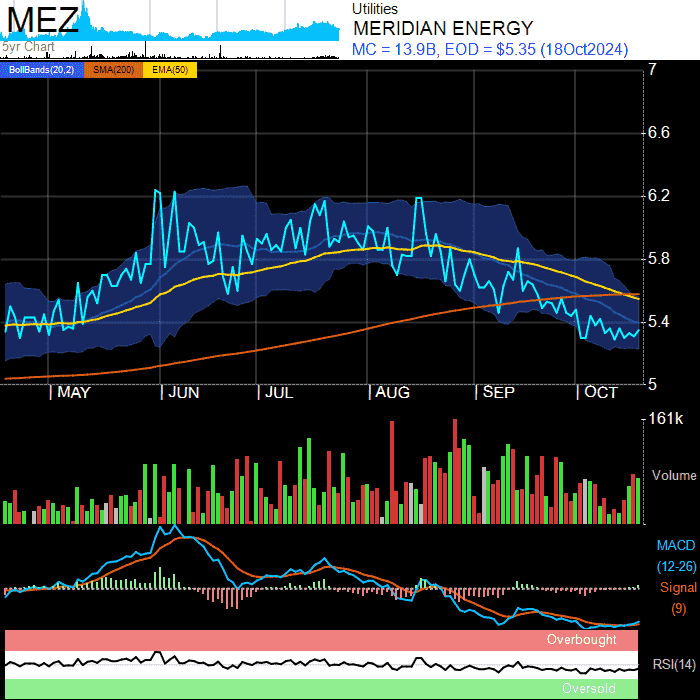 MEZ
5yr Chart
Utilities
MERIDIAN ENERGY
MC = 13.9B, EOD = $5.35 (18Oct2024)
BollBands(20,2) SMA(200) EMA(50)
7
6.6
6.2
5.8
5.4
5
MAY JUN JUL AUG SEP OCT
161k
Volume
MACD
(12-26)
Signal
(9)
Overbought
RSI(14)
Oversold